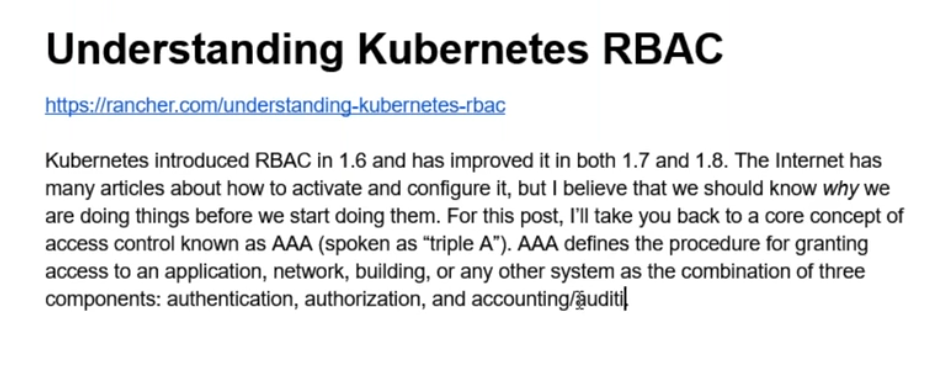 Understanding Kubernetes RBAC
https://rancher.com/understanding-kubernetes-rbac
Kubernetes introduced RBAC in 1.6 and has improved it in both 1.7 and 1.8. The Internet has
many articles about how to activate and configure it, but I believe that we should know why we
are doing things before we start doing them. For this post, I’ll take you back to a core concept of
access control known as AAA (spoken as “triple A”). AAA defines the procedure for granting
access to an application, network, building, or any other system as the combination of three
components: authentication, authorization, and accounting/auditi.